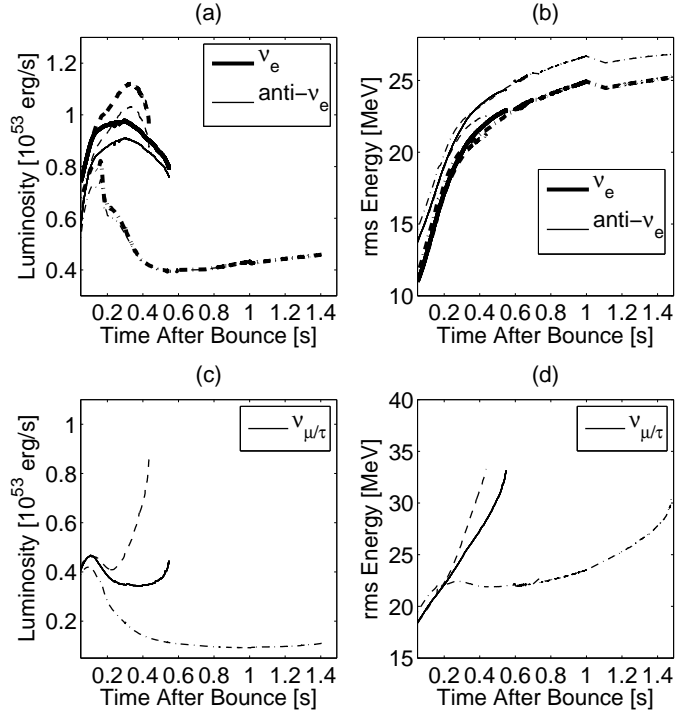 (a)
Luminosity [10^53 erg/s]
1.2
1
0.8
0.6
0.4
ν_e
anti−ν_e
0.2 0.4 0.6 0.8 1 1.2 1.4
Time After Bounce [s]
(b)
rms Energy [MeV]
25
20
15
10
ν_e
anti−ν_e
0.2 0.4 0.6 0.8 1 1.2 1.4
Time After Bounce [s]
(c)
Luminosity [10^53 erg/s]
1
0.8
0.6
0.4
0.2
ν_μ/τ
0.2 0.4 0.6 0.8 1 1.2 1.4
Time After Bounce [s]
(d)
rms Energy [MeV]
40
35
30
25
20
15
ν_μ/τ
0.2 0.4 0.6 0.8 1 1.2 1.4
Time After Bounce [s]